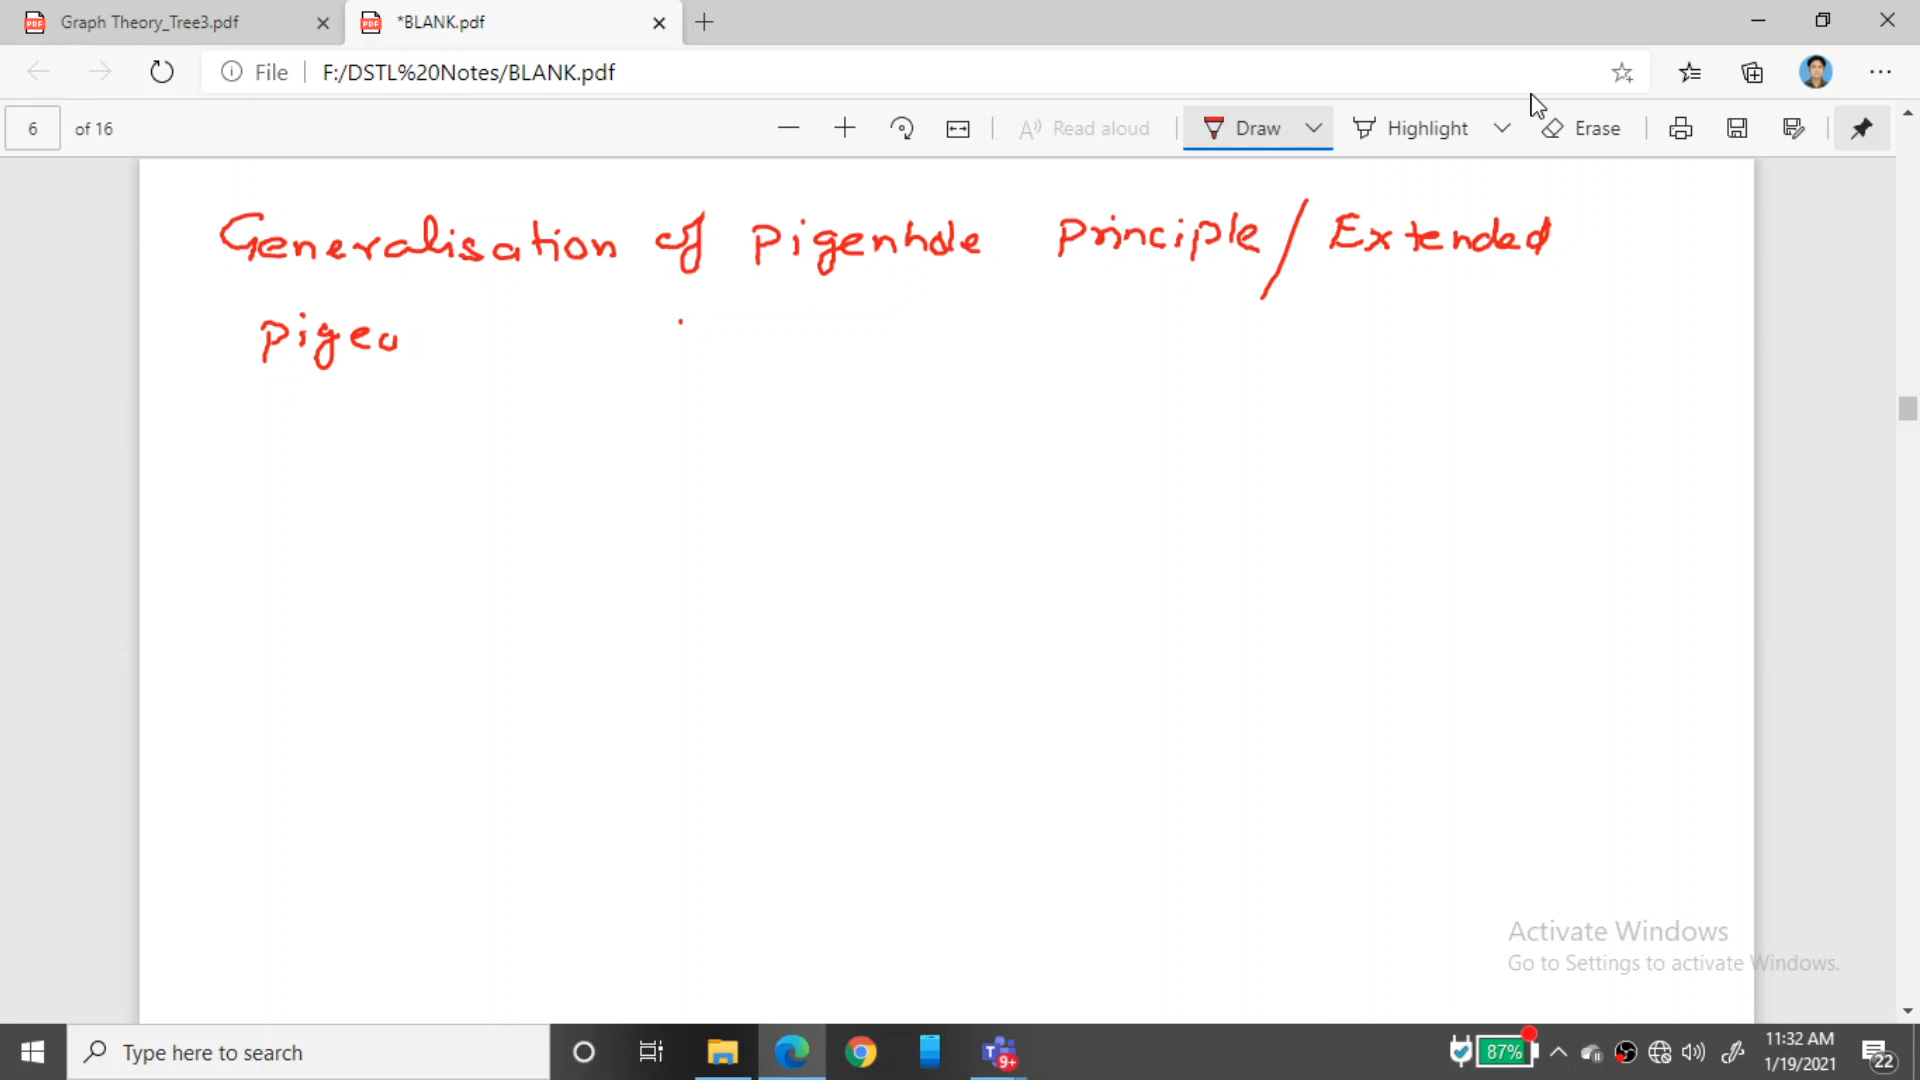 Graph Theory_Tree3.pdf
*BLANK.pdf
File
F:/DSTL%20Notes/BLANK.pdf
6 of 16
Read aloud
Draw
Highlight
Erase
Generalisation of pigenhole Principle / Extended
pigeo
Activate Windows
Go to Settings to activate Windows.
Type here to search
9+
87%
11:32 AM
1/19/2021
22